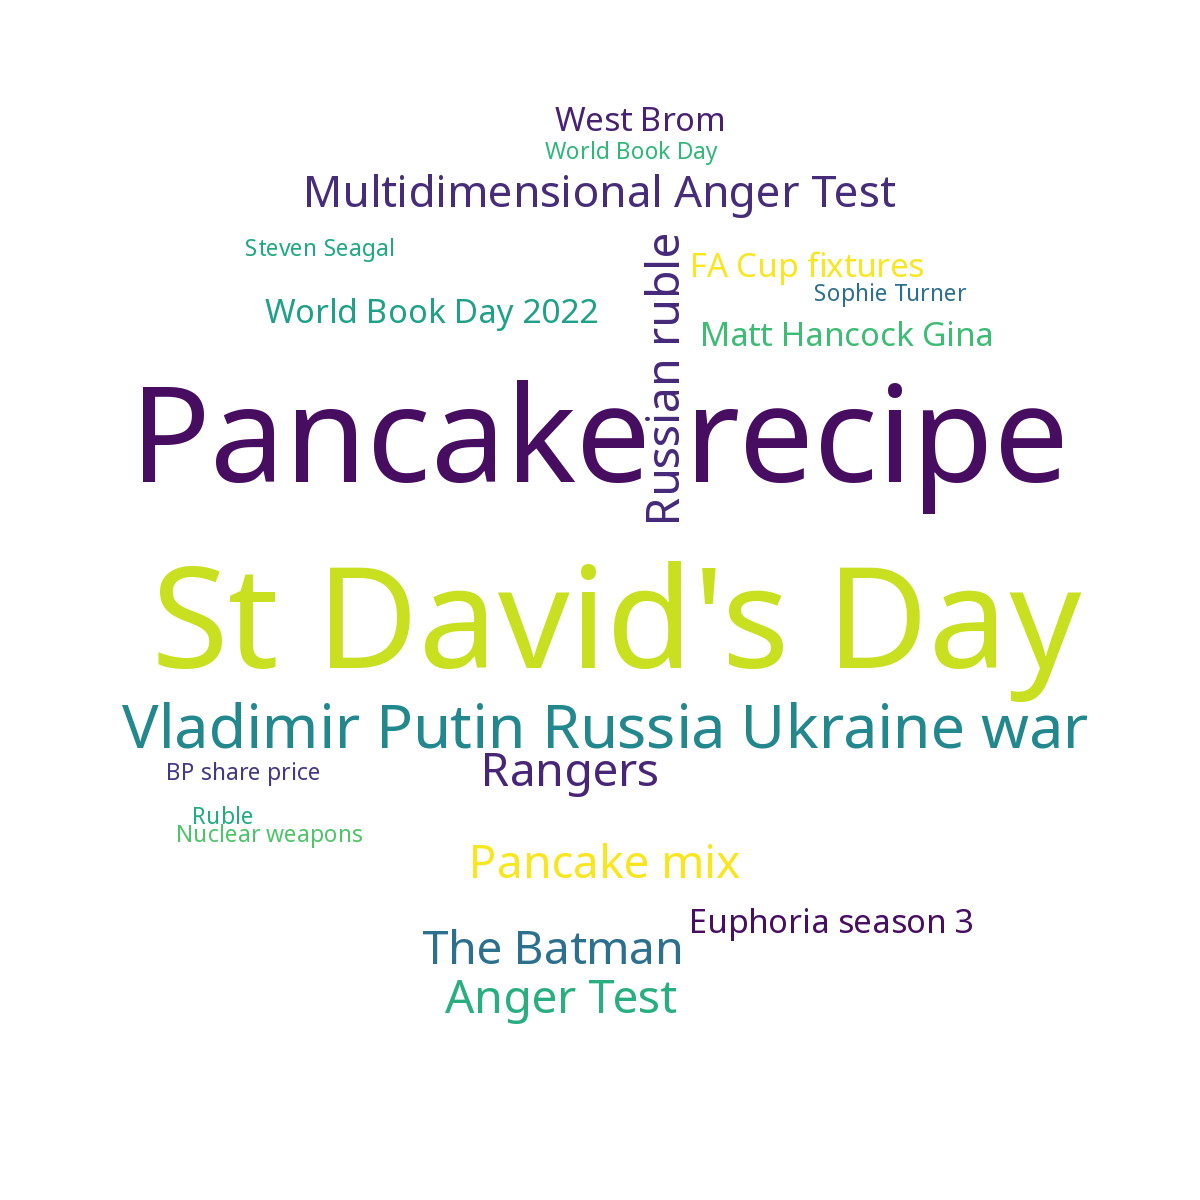 West Brom
World Book Day
Multidimensional Anger Test
Steven Seagal
Russian ruble
FA Cup fixtures
Sophie Turner
World Book Day 2022
Matt Hancock Gina
Pancake recipe
St David's Day
Vladimir Putin Russia Ukraine war
BP share price
Rangers
Ruble
Nuclear weapons
Pancake mix
Euphoria season 3
The Batman
Anger Test